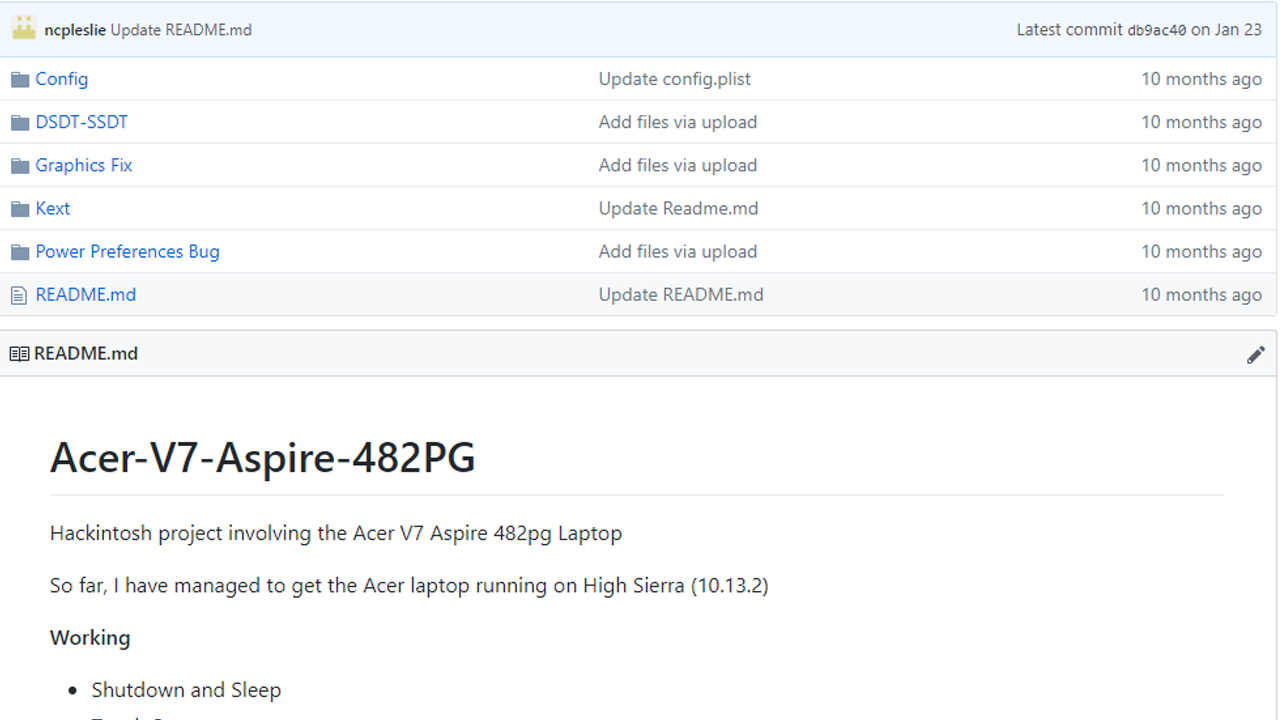 ncpleslie Update README.md Latest commit db9ac40 on Jan 23
Config Update config.plist 10 months ago
DSDT-SSDT Add files via upload 10 months ago
Graphics Fix Add files via upload 10 months ago
Kext Update Readme.md 10 months ago
Power Preferences Bug Add files via upload 10 months ago
README.md Update README.md 10 months ago
README.md
Acer-V7-Aspire-482PG
Hackintosh project involving the Acer V7 Aspire 482pg Laptop
So far, I have managed to get the Acer laptop running on High Sierra (10.13.2)
Working
Shutdown and Sleep